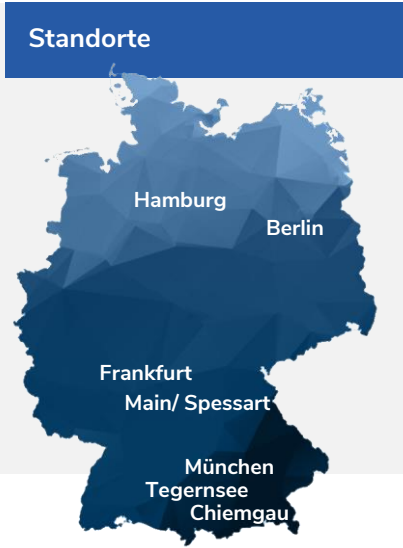 Standorte
Hamburg
Berlin
Frankfurt
Main/ Spessart
München
Tegernsee
Chiemgau